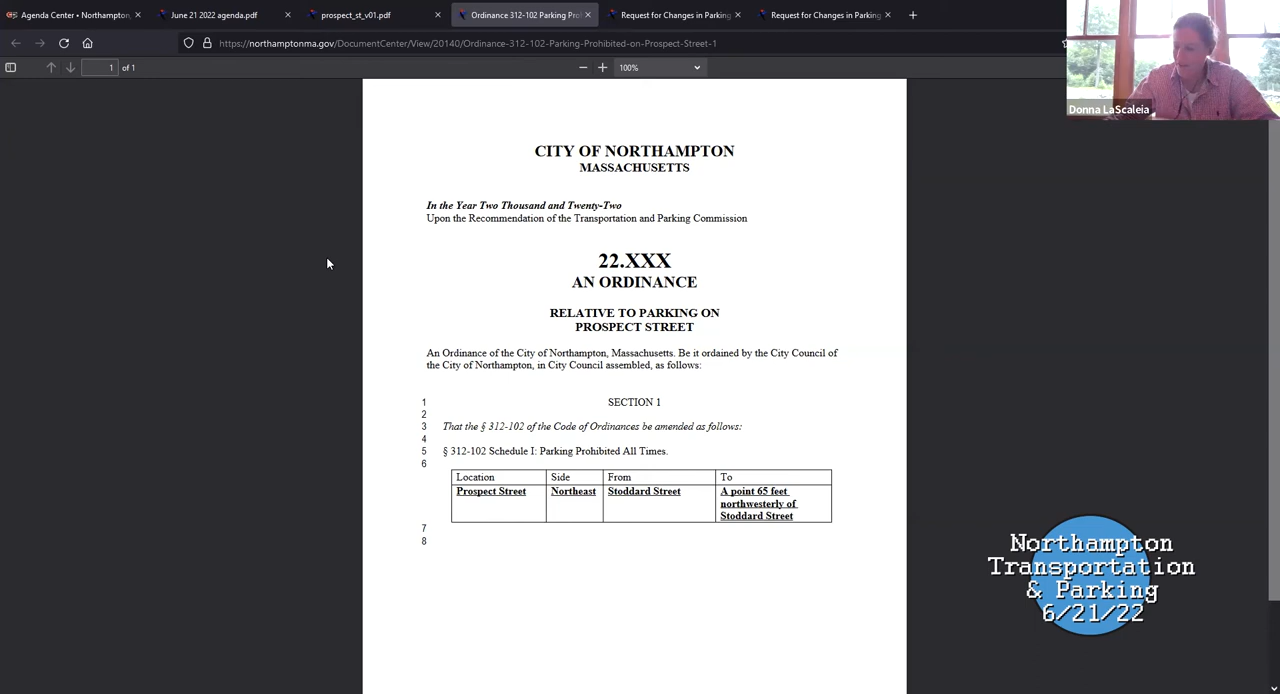 Agenda Center • Northampton,
June 21 2022 agenda.pdf
prospect_st_v01.pdf
Ordinance 312-102 Parking Pro
Request for Changes in Parking
Request for Changes in Parking
https://northamptonma.gov/DocumentCenter/View/20140/Ordinance-312-102-Parking-Prohibited-on-Prospect-Street-1
1 of 1
100%
Donna LaScaleia
CITY OF NORTHAMPTON
MASSACHUSETTS
In the Year Two Thousand and Twenty-Two
Upon the Recommendation of the Transportation and Parking Commission
22.XXX
AN ORDINANCE
RELATIVE TO PARKING ON
PROSPECT STREET
An Ordinance of the City of Northampton, Massachusetts. Be it ordained by the City Council of
the City of Northampton, in City Council assembled, as follows:
1 SECTION 1
2
3 That the § 312-102 of the Code of Ordinances be amended as follows:
4
5 § 312-102 Schedule I: Parking Prohibited All Times.
6
Location Side From To
Prospect Street Northeast Stoddard Street A point 65 feet
northwesterly of
Stoddard Street
7
8
Northampton
Transportation
& Parking
6/21/22